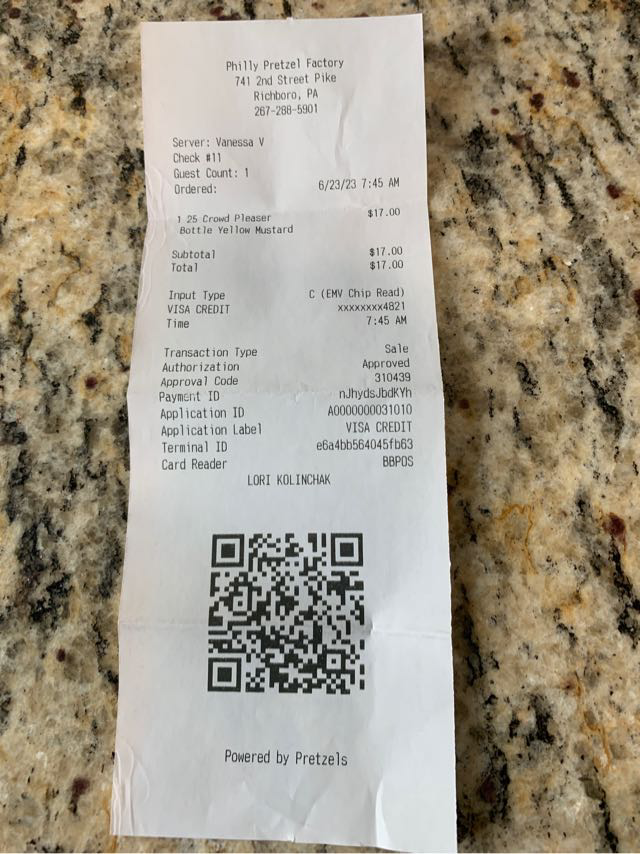 Philly Pretzel Factory
741 2nd Street Pike
Richboro, PA
267-288-5901
Server: Vanessa V
Check #11
Guest Count: 1
Ordered: 6/23/23 7:45 AM
1 25 Crowd Pleaser $17.00
Bottle Yellow Mustard
Subtotal $17.00
Total $17.00
Input Type C (EMV Chip Read)
VISA CREDIT xxxxxxxx4821
Time 7:45 AM
Transaction Type Sale
Authorization Approved
Approval Code 310439
Payment ID nJhydsJbdKYh
Application ID A0000000031010
Application Label VISA CREDIT
Terminal ID e6a4bb564045fb63
Card Reader BBPOS
LORI KOLINCHAK
Powered by Pretzels